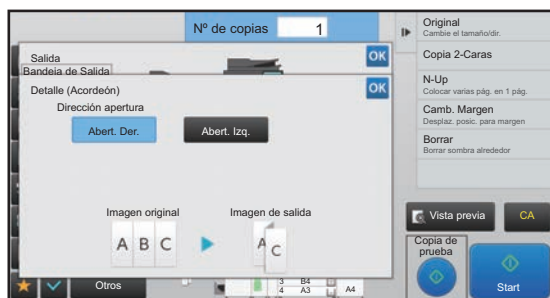 Nº de copias 1
Salida
OK
Bandeja de Salida
Detalle (Acordeón)
OK
Dirección apertura
Abert. Der.
Abert. Izq.
Imagen original
Imagen de salida
A B C
A C
Otros
3 B4
4 A3
A4
Original
Cambie el tamaño/dir.
Copia 2-Caras
N-Up
Colocar varias pág. en 1 pág.
Camb. Margen
Desplaz. posic. para margen
Borrar
Borrar sombra alrededor
Vista previa
CA
Copia de
prueba
Start